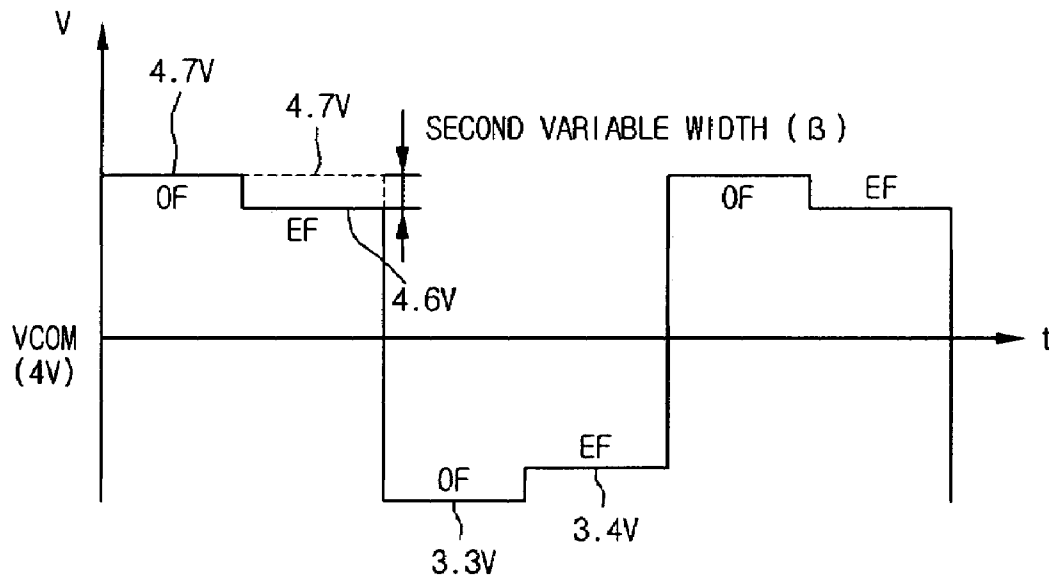 V
4.7V
4.7V
SECOND VARIABLE WIDTH (β)
OF
EF
OF
EF
4.6V
VCOM
(4V)
t
OF
EF
3.4V
3.3V